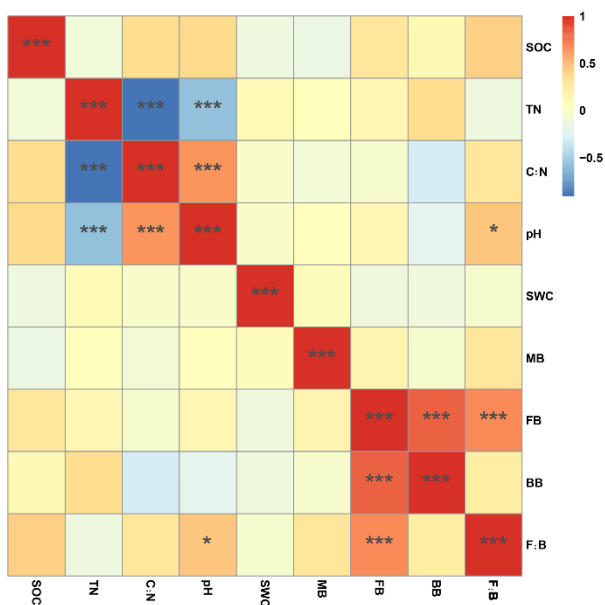 1
*** SOC
*** *** *** TN
0
*** *** *** C:N
−0.5
*** *** *** * pH
*** SWC
*** MB
*** *** *** FB
*** *** BB
* *** *** F:B
SOC TN C:N pH SWC MB FB BB F:B
0.5